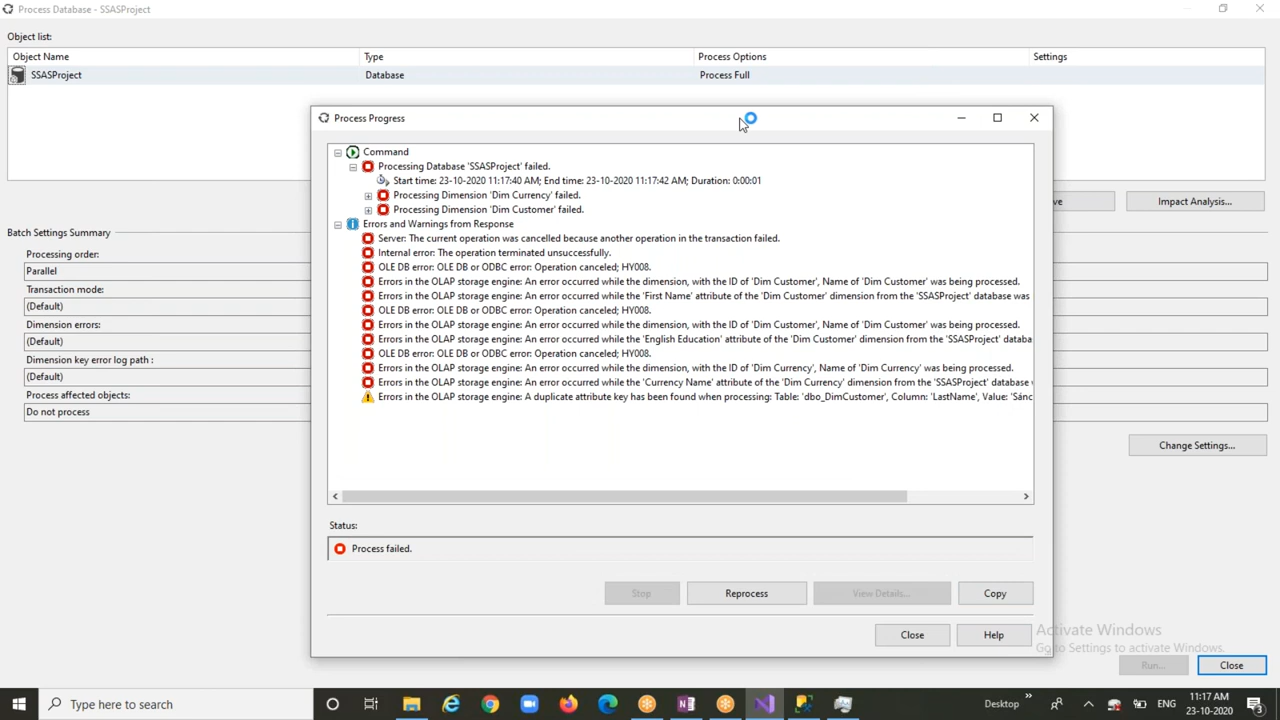 Process Database - SSASProject
Object list:
Object Name Type Process Options Settings
SSASProject Database Process Full
Process Progress
Command
Processing Database 'SSASProject' failed.
Start time: 23-10-2020 11:17:40 AM; End time: 23-10-2020 11:17:42 AM; Duration: 0:00:01
Processing Dimension 'Dim Currency' failed.
Processing Dimension 'Dim Customer' failed.
Errors and Warnings from Response
Server: The current operation was cancelled because another operation in the transaction failed.
Internal error: The operation terminated unsuccessfully.
OLE DB error: OLE DB or ODBC error: Operation canceled; HY008.
Errors in the OLAP storage engine: An error occurred while the dimension, with the ID of 'Dim Customer', Name of 'Dim Customer' was being processed.
Errors in the OLAP storage engine: An error occurred while the 'First Name' attribute of the 'Dim Customer' dimension from the 'SSASProject' database was
OLE DB error: OLE DB or ODBC error: Operation canceled; HY008.
Errors in the OLAP storage engine: An error occurred while the dimension, with the ID of 'Dim Customer', Name of 'Dim Customer' was being processed.
Errors in the OLAP storage engine: An error occurred while the 'English Education' attribute of the 'Dim Customer' dimension from the 'SSASProject' databa
OLE DB error: OLE DB or ODBC error: Operation canceled; HY008.
Errors in the OLAP storage engine: An error occurred while the dimension, with the ID of 'Dim Currency', Name of 'Dim Currency' was being processed.
Errors in the OLAP storage engine: An error occurred while the 'Currency Name' attribute of the 'Dim Currency' dimension from the 'SSASProject' database
Errors in the OLAP storage engine: A duplicate attribute key has been found when processing: Table: 'dbo_DimCustomer', Column: 'LastName', Value: 'Sánc
Status:
Process failed.
Stop Reprocess View Details... Copy
Close Help
ve Impact Analysis...
Batch Settings Summary
Processing order:
Parallel
Transaction mode:
(Default)
Dimension errors:
(Default)
Dimension key error log path :
(Default)
Process affected objects:
Do not process
Change Settings...
Activate Windows
Go to Settings to activate Windows.
Run... Close
Type here to search
Desktop
ENG
11:17 AM
23-10-2020
3